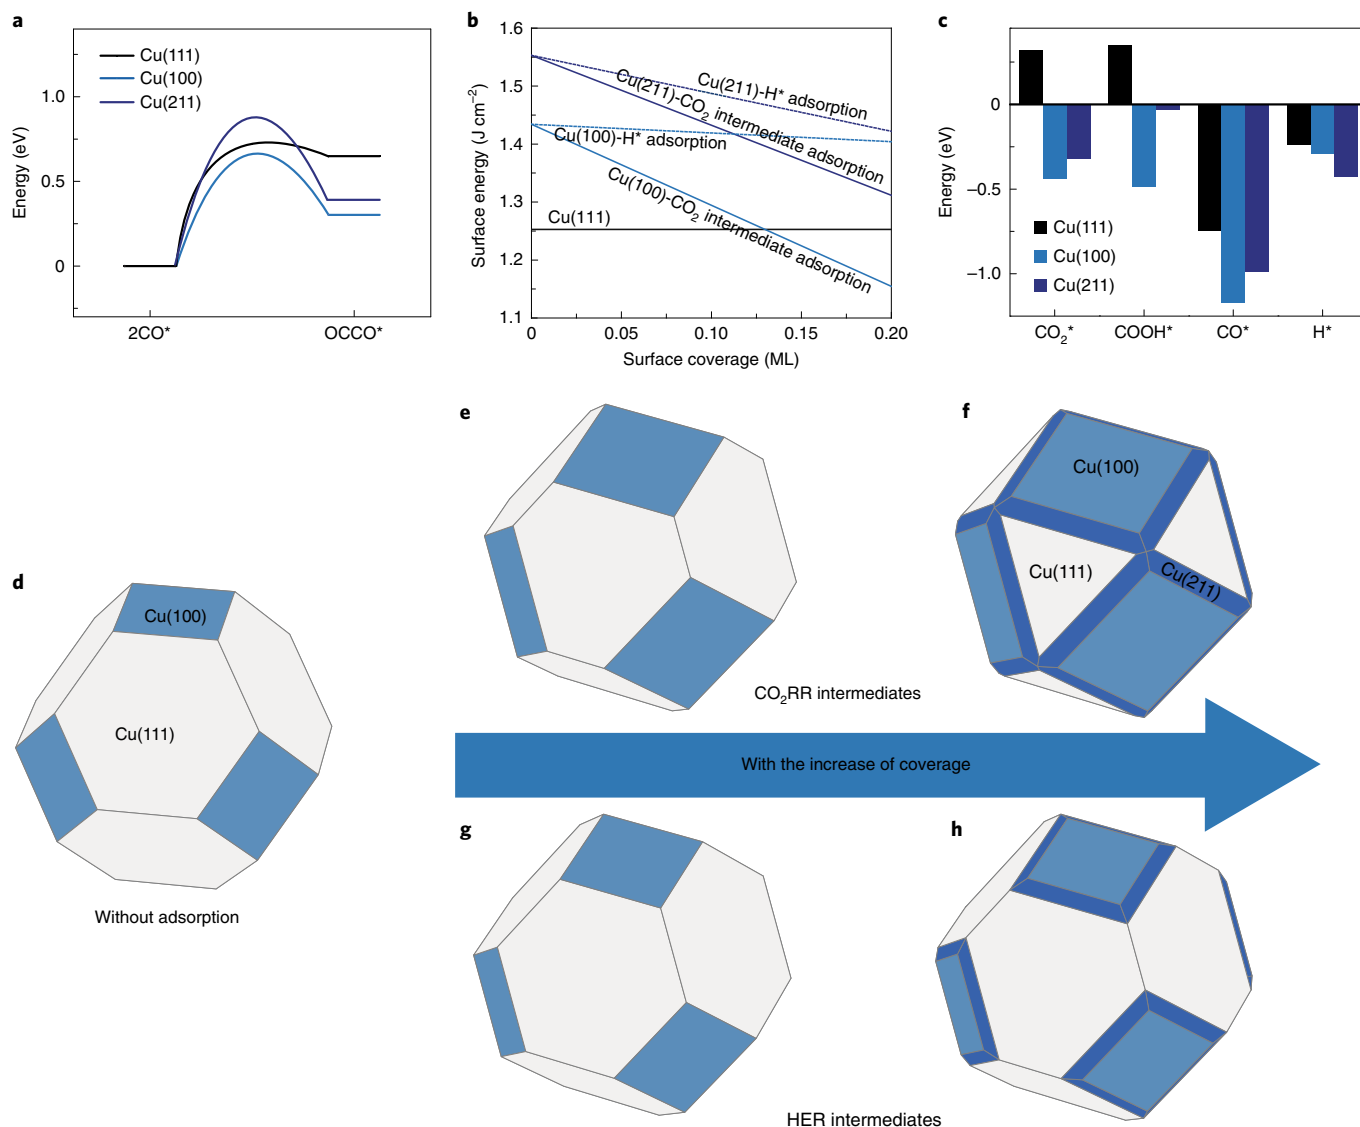 a
Cu(111)
Cu(100)
Cu(211)
1.0
0.5
0
Energy (eV)
2CO*
OCCO*
b
1.6
1.5
1.4
1.3
1.2
1.1
1.1
Surface energy (J cm⁻²)
Cu(211)-H* adsorption
Cu(211)-CO₂ intermediate adsorption
Cu(100)-H* adsorption
Cu(100)-CO₂ intermediate adsorption
Cu(111)
0
0.05
0.10
0.15
0.20
Surface coverage (ML)
c
0
−0.5
−1.0
Energy (eV)
Cu(111)
Cu(100)
Cu(211)
CO₂*
COOH*
CO*
H*
d
Cu(100)
Cu(111)
Without adsorption
e
f
Cu(100)
Cu(111)
Cu(211)
CO₂RR intermediates
With the increase of coverage
g
h
HER intermediates